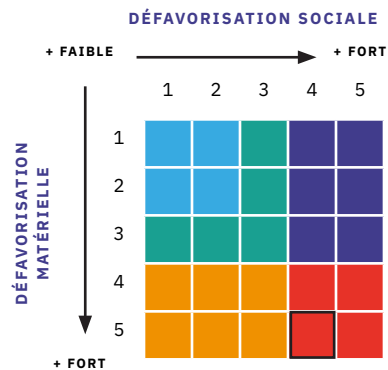 DÉFAVORISATION SOCIALE
+ FAIBLE
+ FORT
1 2 3 4 5
DÉFAVORISATION
MATÉRIELLE
1
2
3
4
5
+ FORT